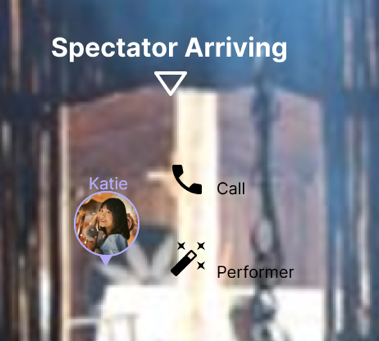 Spectator Arriving
Katie
Call
Performer